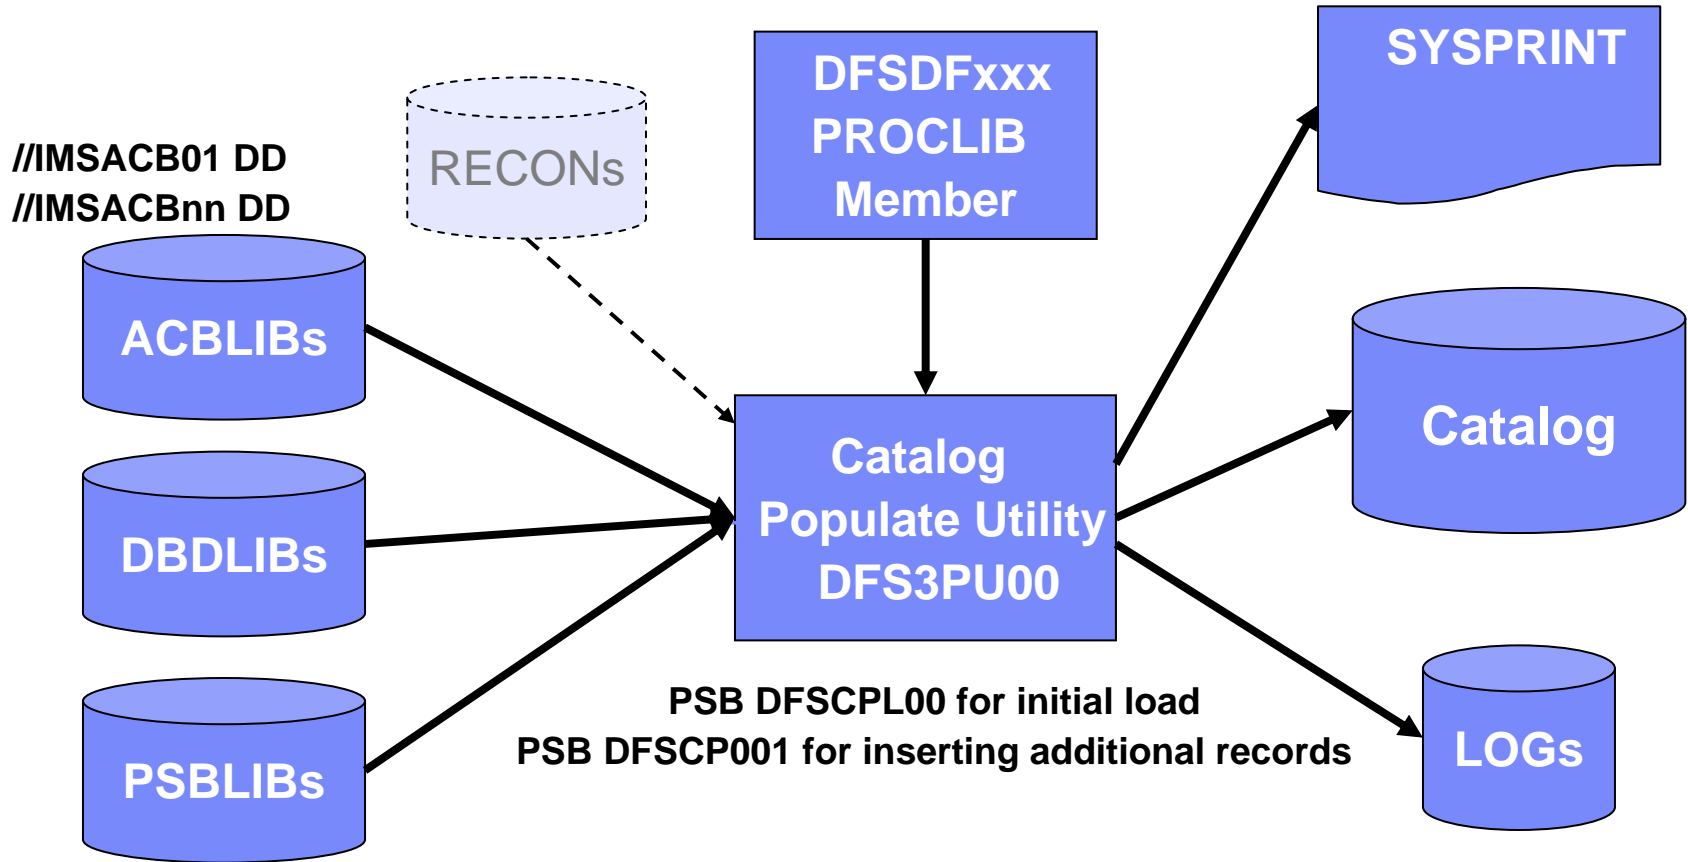 //IMSACB01 DD
//IMSACBnn DD
RECONs
DFSDFxxx
PROCLIB
Member
SYSPRINT
ACBLIBs
DBDLIBs
PSBLIBs
Catalog
Populate Utility
DFS3PU00
Catalog
LOGs
PSB DFSCPL00 for initial load
PSB DFSCP001 for inserting additional records